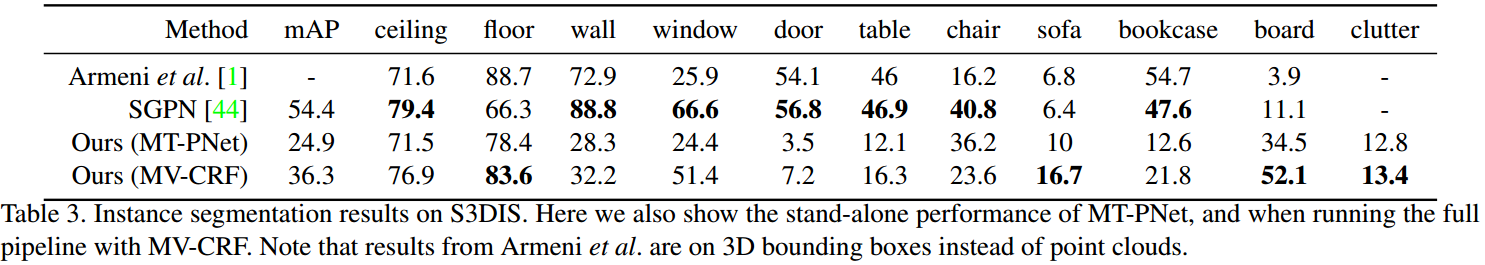 Method mAP ceiling floor wall window door table chair sofa bookcase board clutter
Armeni et al. [1] - 71.6 88.7 72.9 25.9 54.1 46 16.2 6.8 54.7 3.9 -
SGPN [44] 54.4 79.4 66.3 88.8 66.6 56.8 46.9 40.8 6.4 47.6 11.1 -
Ours (MT-PNet) 24.9 71.5 78.4 28.3 24.4 3.5 12.1 36.2 10 12.6 34.5 12.8
Ours (MV-CRF) 36.3 76.9 83.6 32.2 51.4 7.2 16.3 23.6 16.7 21.8 52.1 13.4
Table 3. Instance segmentation results on S3DIS. Here we also show the stand-alone performance of MT-PNet, and when running the full
pipeline with MV-CRF. Note that results from Armeni et al. are on 3D bounding boxes instead of point clouds.